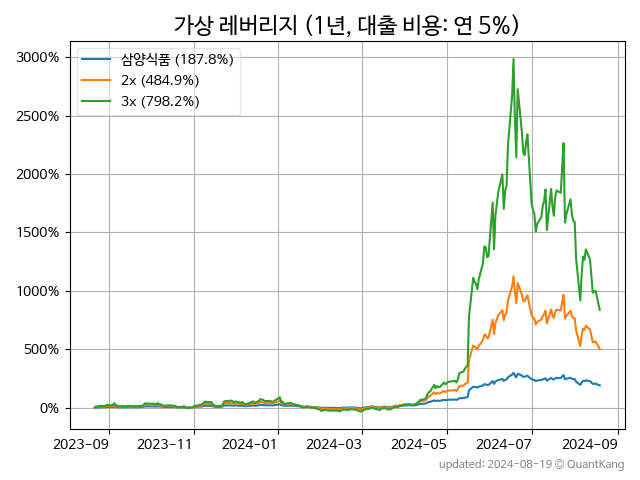 가상 레버리지 (1년, 대출 비용: 연 5%)
삼양식품 (187.8%)
2x (484.9%)
3x (798.2%)
3000%
2500%
2000%
1500%
1000%
500%
0%
2023-09 2023-11 2024-01 2024-03 2024-05 2024-07 2024-09
updated: 2024-08-19 © QuantKang